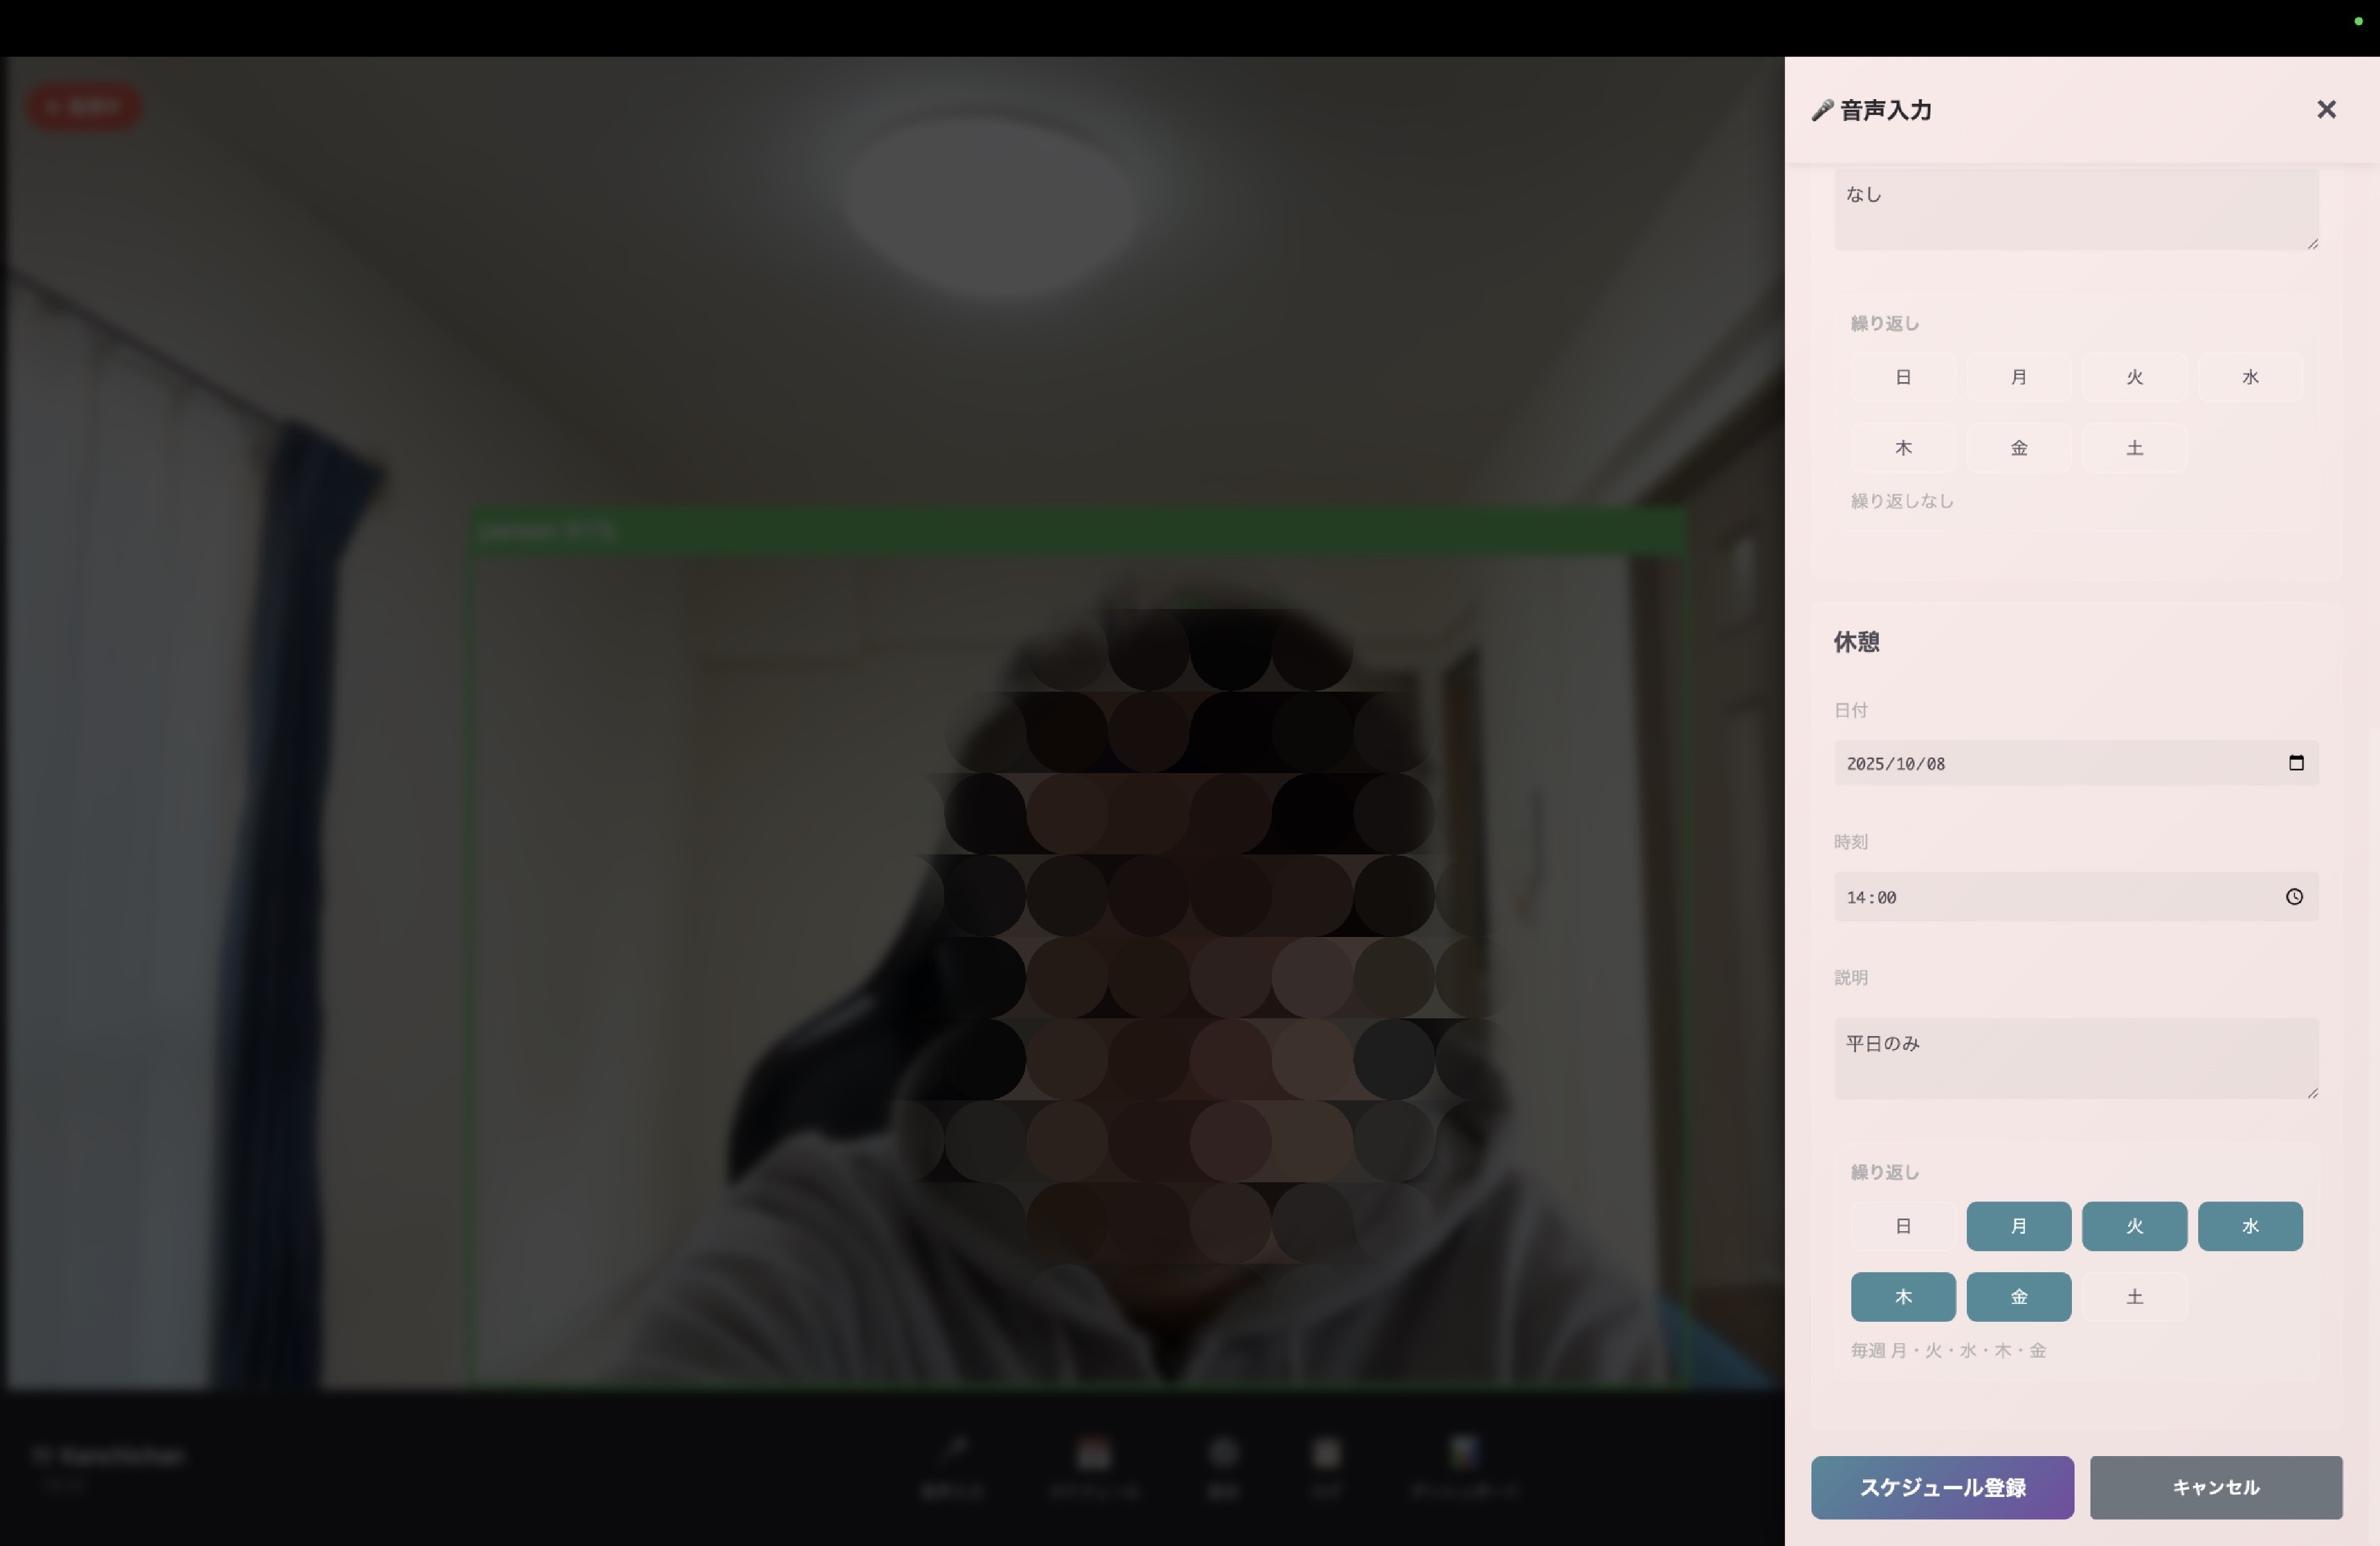 🎤 音声入力 ✕
なし
繰り返し
日 月 火 水
木 金 土
繰り返しなし
休憩
日付
2025/10/08
時刻
14:00
説明
平日のみ
繰り返し
日 月 火 水
木 金 土
毎週 月・火・水・木・金
スケジュール登録 キャンセル